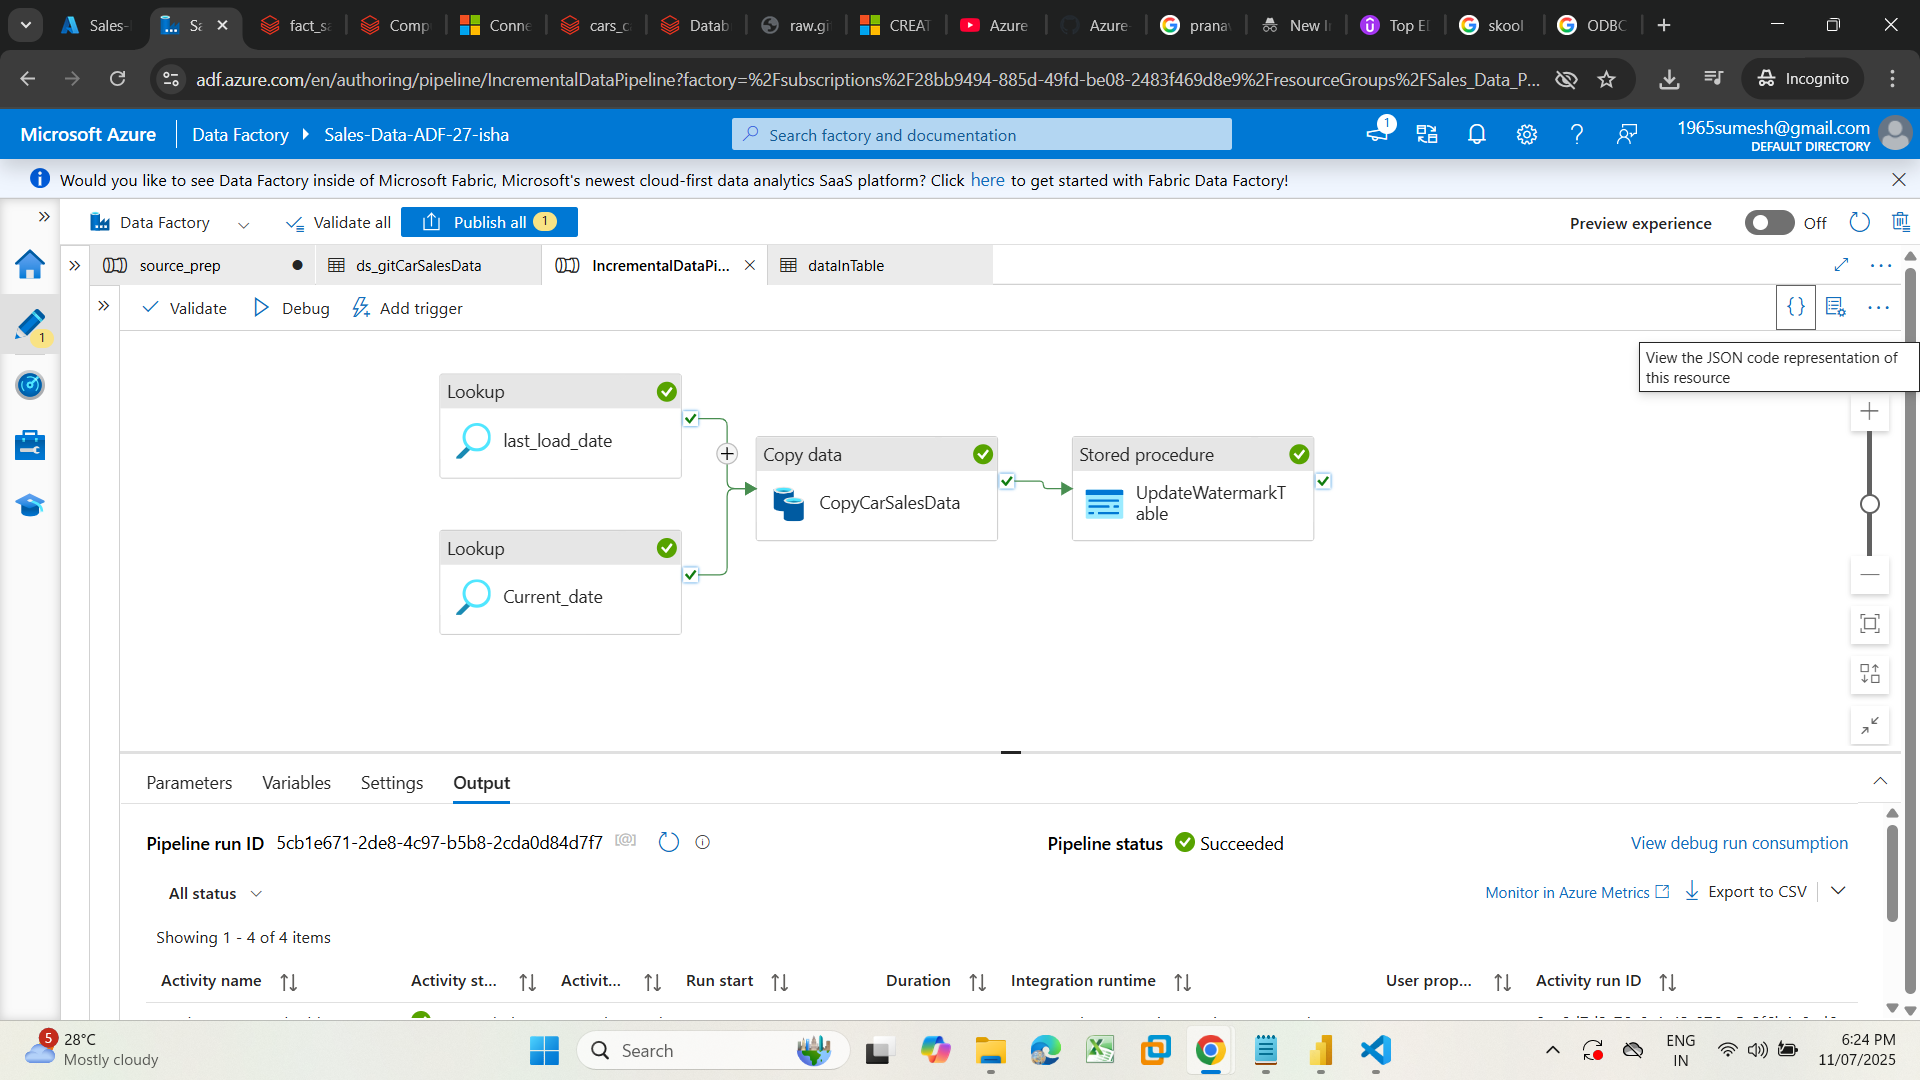 Sales-
Sa
fact_sa
Comp
Conne
cars_ca
Datab
raw.gi
CREAT
Azure
Azure-
prana
New I
Top E
skool
ODBC
adf.azure.com/en/authoring/pipeline/IncrementalDataPipeline?factory=%2Fsubscriptions%2F28bb9494-885d-49fd-be08-2483f469d8e9%2FresourceGroups%2FSales_Data_P...
Incognito
Microsoft Azure
Data Factory
Sales-Data-ADF-27-isha
Search factory and documentation
1
1965sumesh@gmail.com
DEFAULT DIRECTORY
Would you like to see Data Factory inside of Microsoft Fabric, Microsoft's newest cloud-first data analytics SaaS platform? Click here to get started with Fabric Data Factory!
Data Factory
Validate all
Publish all 1
Preview experience
Off
source_prep
ds_gitCarSalesData
IncrementalDataPi...
dataInTable
1
Validate
Debug
Add trigger
{}
View the JSON code representation of
this resource
Lookup
last_load_date
Copy data
CopyCarSalesData
Stored procedure
UpdateWatermarkT
able
Lookup
Current_date
Parameters
Variables
Settings
Output
Pipeline run ID 5cb1e671-2de8-4c97-b5b8-2cda0d84d7f7
Pipeline status Succeeded
View debug run consumption
All status
Monitor in Azure Metrics
Export to CSV
Showing 1 - 4 of 4 items
Activity name
Activity st...
Activit...
Run start
Duration
Integration runtime
User prop...
Activity run ID
5
28°C
Mostly cloudy
Search
ENG
IN
6:24 PM
11/07/2025